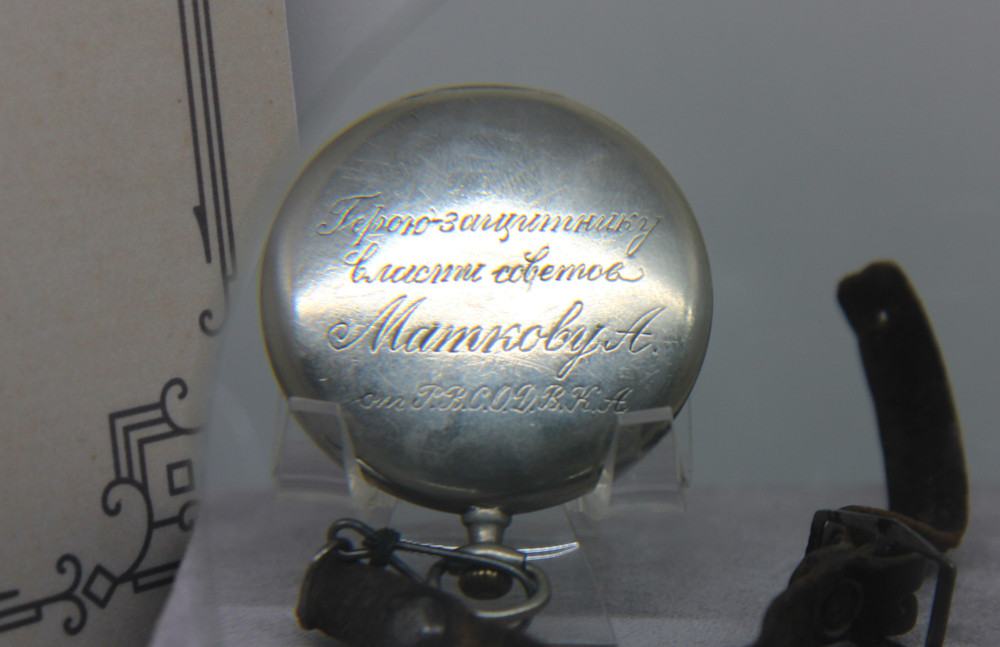 Герою-защитнику
власти советов
Маткову А.
от Р.В.С.О.Д.В.К.А.